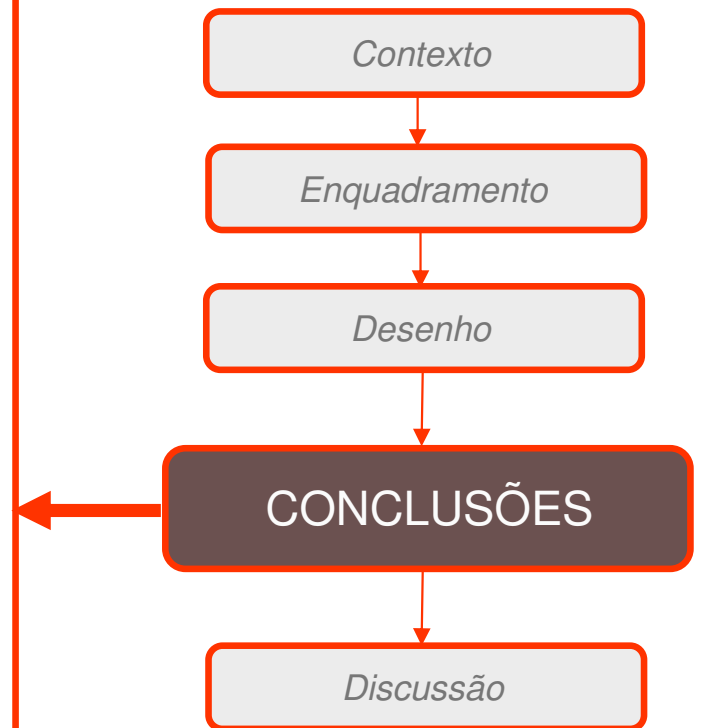 Contexto
Enquadramento
Desenho
CONCLUSÕES
Discussão